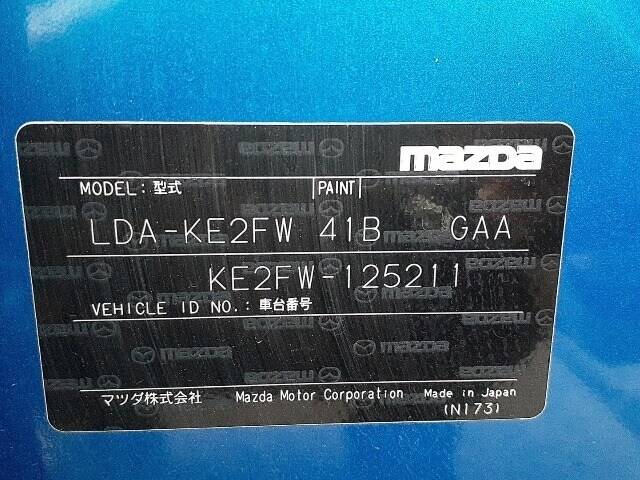 mazda
MODEL: 型式 PAINT
LDA-KE2FW 41B GAA
KE2FW-125211
VEHICLE ID NO.: 車台番号
マツダ株式会社 Mazda Motor Corporation Made in Japan
(N173)